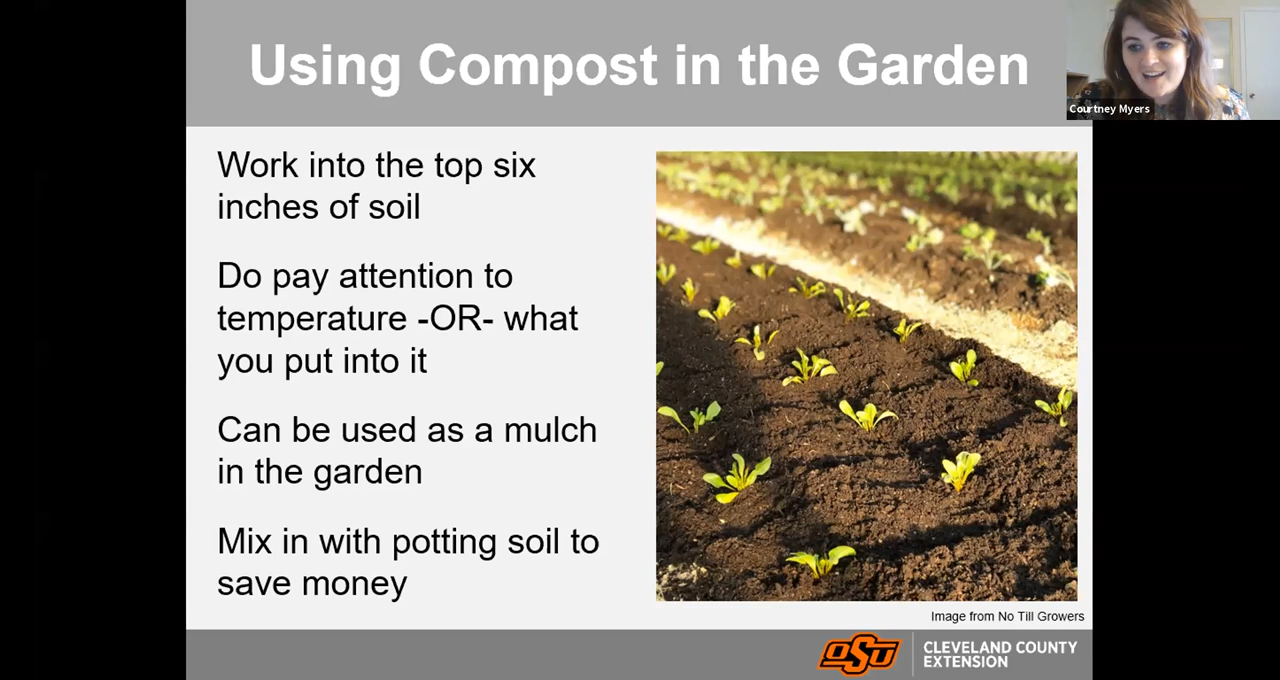 Using Compost in the Garden
Courtney Myers
Work into the top six
inches of soil
Do pay attention to
temperature -OR- what
you put into it
Can be used as a mulch
in the garden
Mix in with potting soil to
save money
Image from No Till Growers
OSU
CLEVELAND COUNTY
EXTENSION